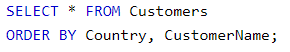 SELECT * FROM Customers
ORDER BY Country, CustomerName;